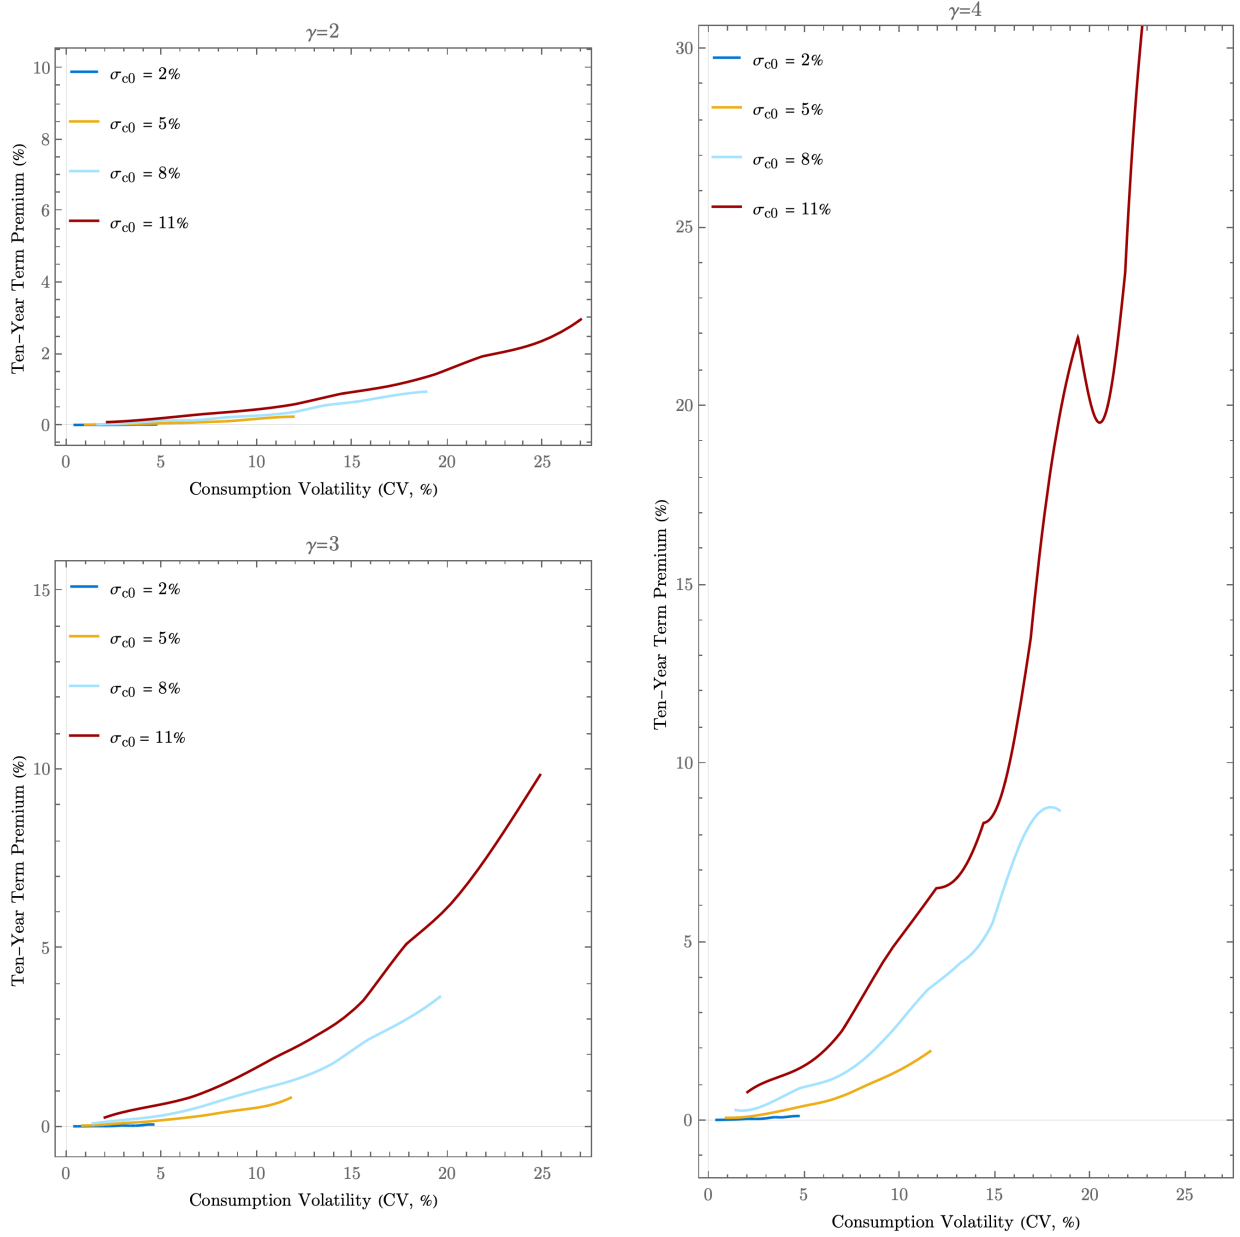 γ=2
Ten−Year Term Premium (%)
10
8
6
4
2
0
σc0 = 2%
σc0 = 5%
σc0 = 8%
σc0 = 11%
0 5 10 15 20 25
Consumption Volatility (CV, %)
γ=3
Ten−Year Term Premium (%)
15
10
5
0
σc0 = 2%
σc0 = 5%
σc0 = 8%
σc0 = 11%
0 5 10 15 20 25
Consumption Volatility (CV, %)
γ=4
Ten−Year Term Premium (%)
30
25
20
15
10
5
0
σc0 = 2%
σc0 = 5%
σc0 = 8%
σc0 = 11%
0 5 10 15 20 25
Consumption Volatility (CV, %)